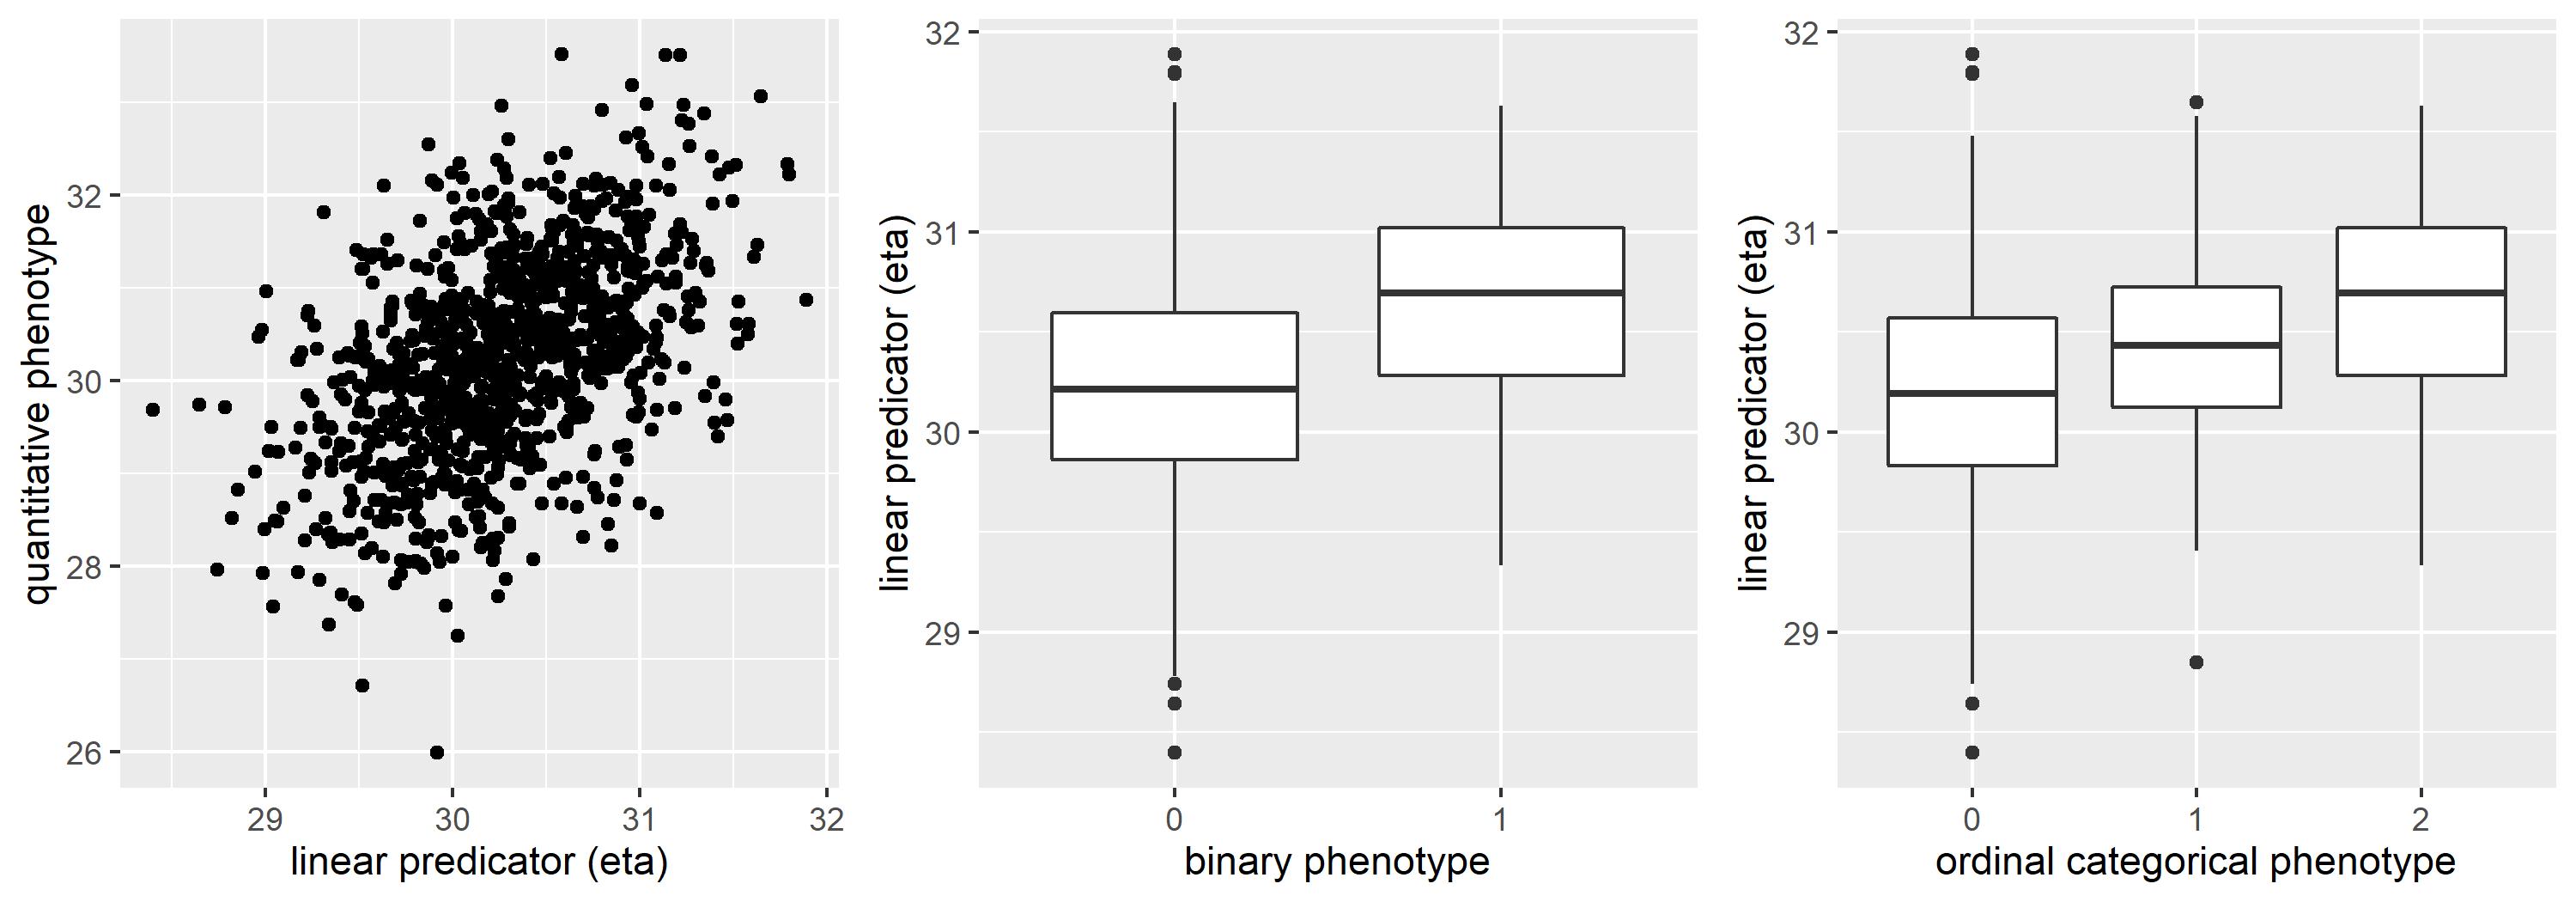 quantitative phenotype
32
30
28
26
29 30 31 32
linear predicator (eta)
linear predicator (eta)
32
31
30
29
0 1
binary phenotype
linear predicator (eta)
32
31
30
29
0 1 2
ordinal categorical phenotype